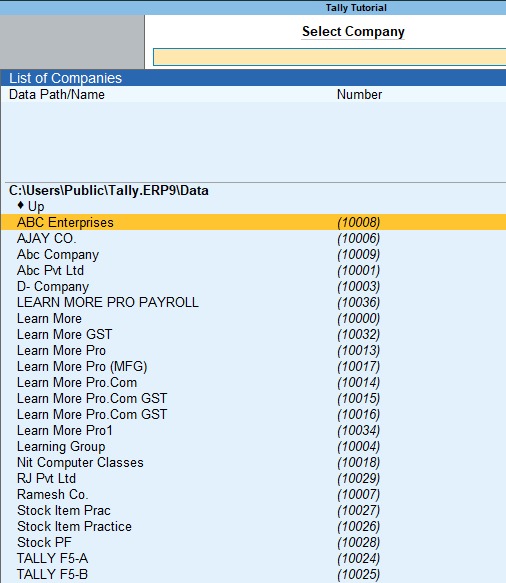 Tally Tutorial
Select Company
List of Companies
Data Path/Name Number
C:\Users\Public\Tally.ERP9\Data
♦ Up
ABC Enterprises (10008)
AJAY CO. (10006)
Abc Company (10009)
Abc Pvt Ltd (10001)
D- Company (10003)
LEARN MORE PRO PAYROLL (10036)
Learn More (10000)
Learn More GST (10032)
Learn More Pro (10013)
Learn More Pro (MFG) (10017)
Learn More Pro.Com (10014)
Learn More Pro.Com GST (10015)
Learn More Pro.Com GST (10016)
Learn More Pro1 (10034)
Learning Group (10004)
Nit Computer Classes (10018)
RJ Pvt Ltd (10029)
Ramesh Co. (10007)
Stock Item Prac (10027)
Stock Item Practice (10026)
Stock PF (10028)
TALLY F5-A (10024)
TALLY F5-B (10025)